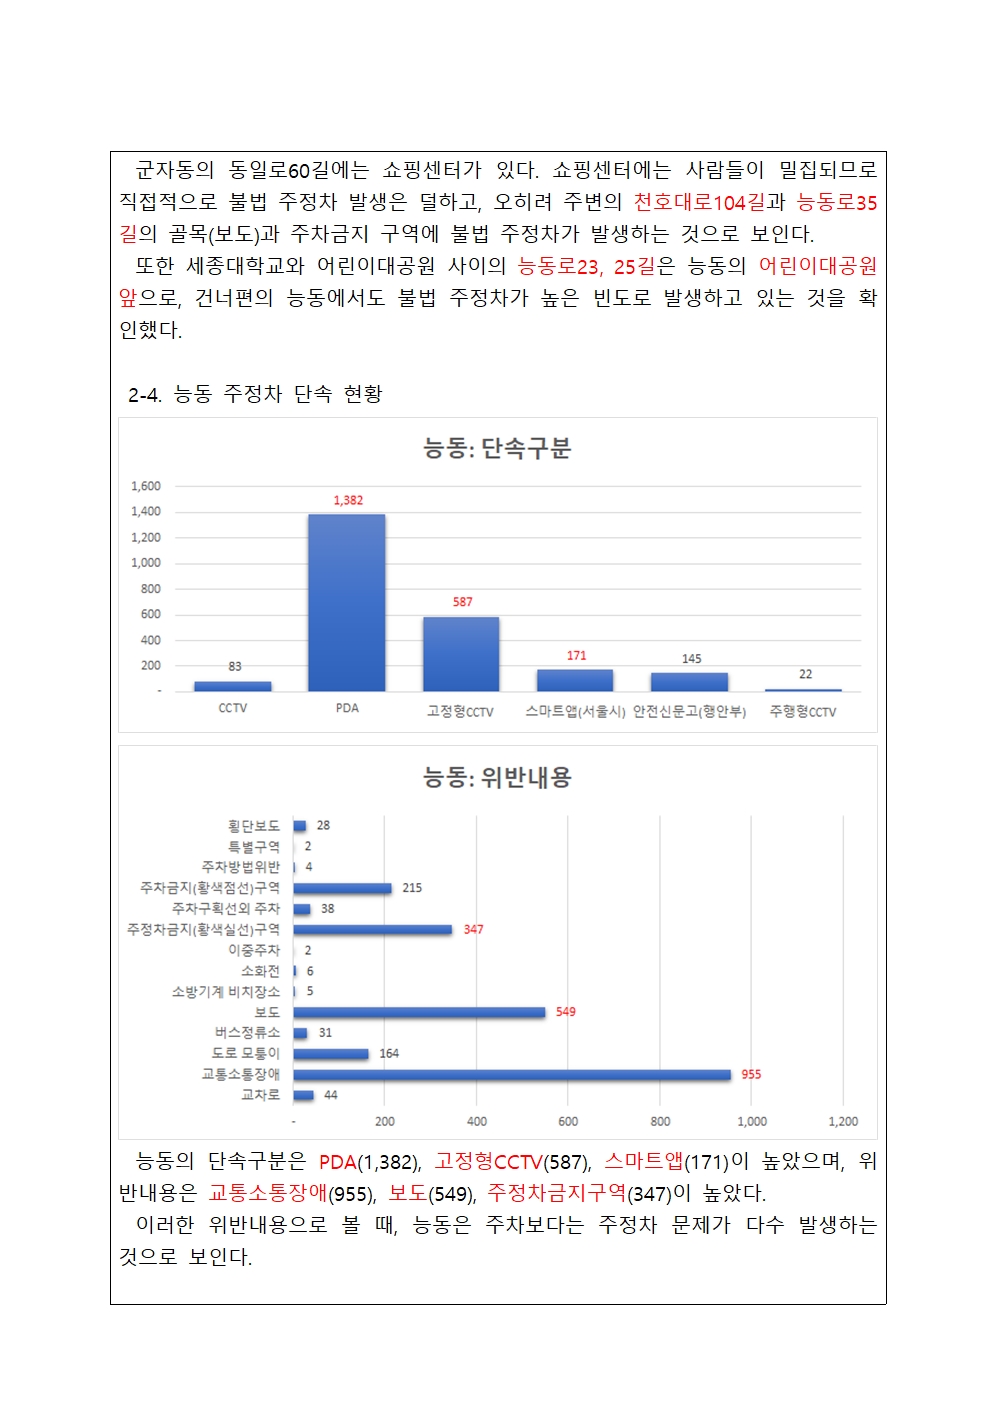 군자동의 동일로60길에는 쇼핑센터가 있다. 쇼핑센터에는 사람들이 밀집되므로
직접적으로 불법 주정차 발생은 덜하고, 오히려 주변의 천호대로104길과 능동로35
길의 골목(보도)과 주차금지 구역에 불법 주정차가 발생하는 것으로 보인다.
또한 세종대학교와 어린이대공원 사이의 능동로23, 25길은 능동의 어린이대공원
앞으로, 건너편의 능동에서도 불법 주정차가 높은 빈도로 발생하고 있는 것을 확
인했다.
2-4. 능동 주정차 단속 현황
능동: 단속구분
1,600
1,400
1,200
1,000
800
600
400
200
-
83
1,382
587
171
145
22
CCTV
PDA
고정형CCTV
스마트앱(서울시)
안전신문고(행안부)
주행형CCTV
능동: 위반내용
횡단보도 28
특별구역 2
주차방법위반 4
주차금지(황색점선)구역 215
주차구획선외 주차 38
주정차금지(황색실선)구역 347
이중주차 2
소화전 6
소방기계 비치장소 5
보도 549
버스정류소 31
도로 모퉁이 164
교통소통장애 955
교차로 44
- 200 400 600 800 1,000 1,200
능동의 단속구분은 PDA(1,382), 고정형CCTV(587), 스마트앱(171)이 높았으며, 위
반내용은 교통소통장애(955), 보도(549), 주정차금지구역(347)이 높았다.
이러한 위반내용으로 볼 때, 능동은 주차보다는 주정차 문제가 다수 발생하는
것으로 보인다.